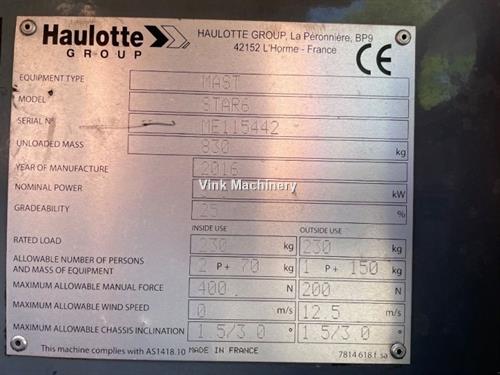 Haulotte
GROUP
HAULOTTE GROUP, La Péronnière, BP9
42152 L'Horme - France
CE
EQUIPMENT TYPE MAST
MODEL STAR6
SERIAL N° ME115442
UNLOADED MASS 830 kg
YEAR OF MANUFACTURE 2016
NOMINAL POWER kW
Vink Machinery
GRADEABILITY 25 %
INSIDE USE OUTSIDE USE
RATED LOAD 230 kg 230 kg
ALLOWABLE NUMBER OF PERSONS
AND MASS OF EQUIPMENT 2 P+ 70 kg 1 P+ 150 kg
MAXIMUM ALLOWABLE MANUAL FORCE 400 N 200 N
MAXIMUM ALLOWABLE WIND SPEED 0 m/s 12.5 m/s
MAXIMUM ALLOWABLE CHASSIS INCLINATION 1.5/3.0 ° 1.5/3.0 °
This machine complies with AS1418.10 MADE IN FRANCE 7814 618.f. sa